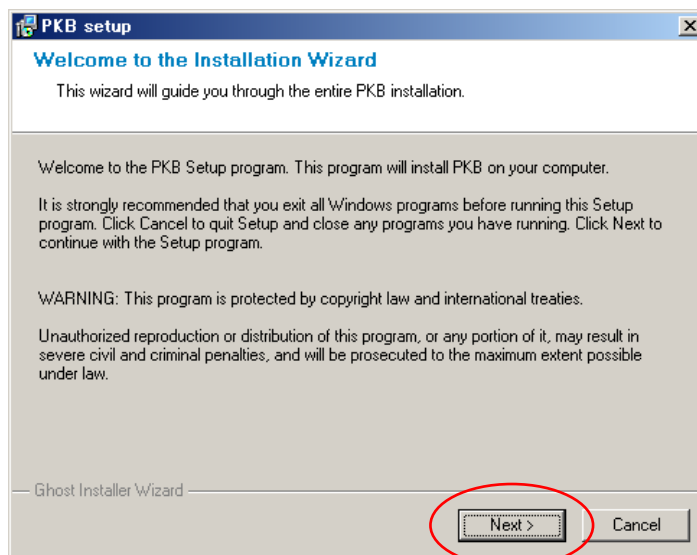 PKB setup
Welcome to the Installation Wizard
This wizard will guide you through the entire PKB installation.
Welcome to the PKB Setup program. This program will install PKB on your computer.
It is strongly recommended that you exit all Windows programs before running this Setup
program. Click Cancel to quit Setup and close any programs you have running. Click Next to
continue with the Setup program.
WARNING: This program is protected by copyright law and international treaties.
Unauthorized reproduction or distribution of this program, or any portion of it, may result in
severe civil and criminal penalties, and will be prosecuted to the maximum extent possible
under law.
Ghost Installer Wizard
Next >
Cancel